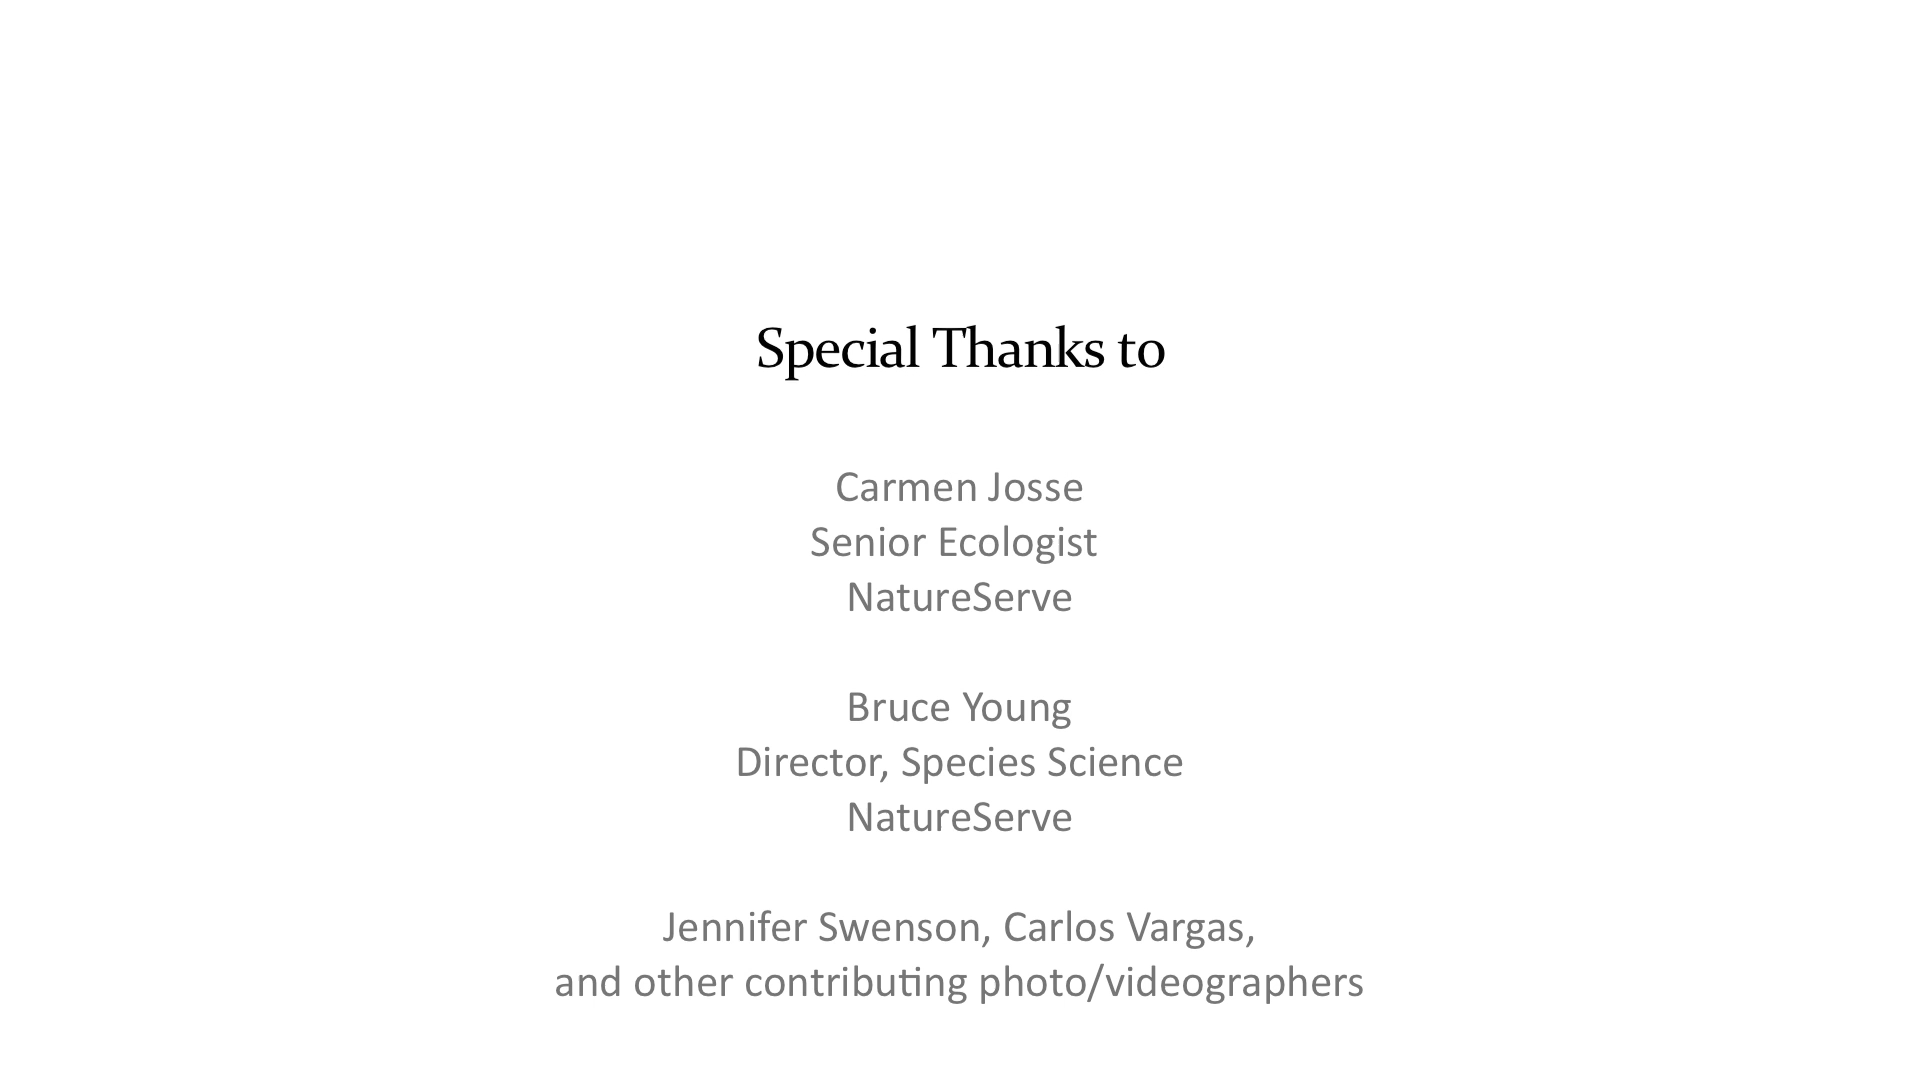 Special Thanks to
Carmen Josse
Senior Ecologist
NatureServe
Bruce Young
Director, Species Science
NatureServe
Jennifer Swenson, Carlos Vargas,
and other contributing photo/videographers